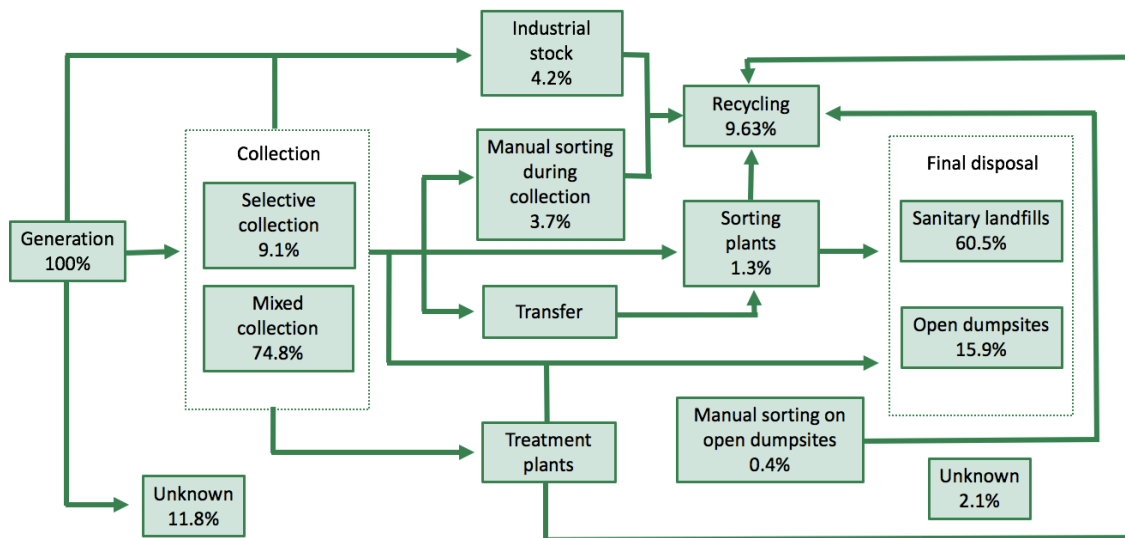 Industrial
stock
4.2%
Recycling
9.63%
Collection
Manual sorting
during
collection
3.7%
Final disposal
Selective
collection
9.1%
Sorting
plants
1.3%
Sanitary landfills
60.5%
Generation
100%
Mixed
collection
74.8%
Transfer
Open dumpsites
15.9%
Manual sorting on
open dumpsites
0.4%
Treatment
plants
Unknown
11.8%
Unknown
2.1%